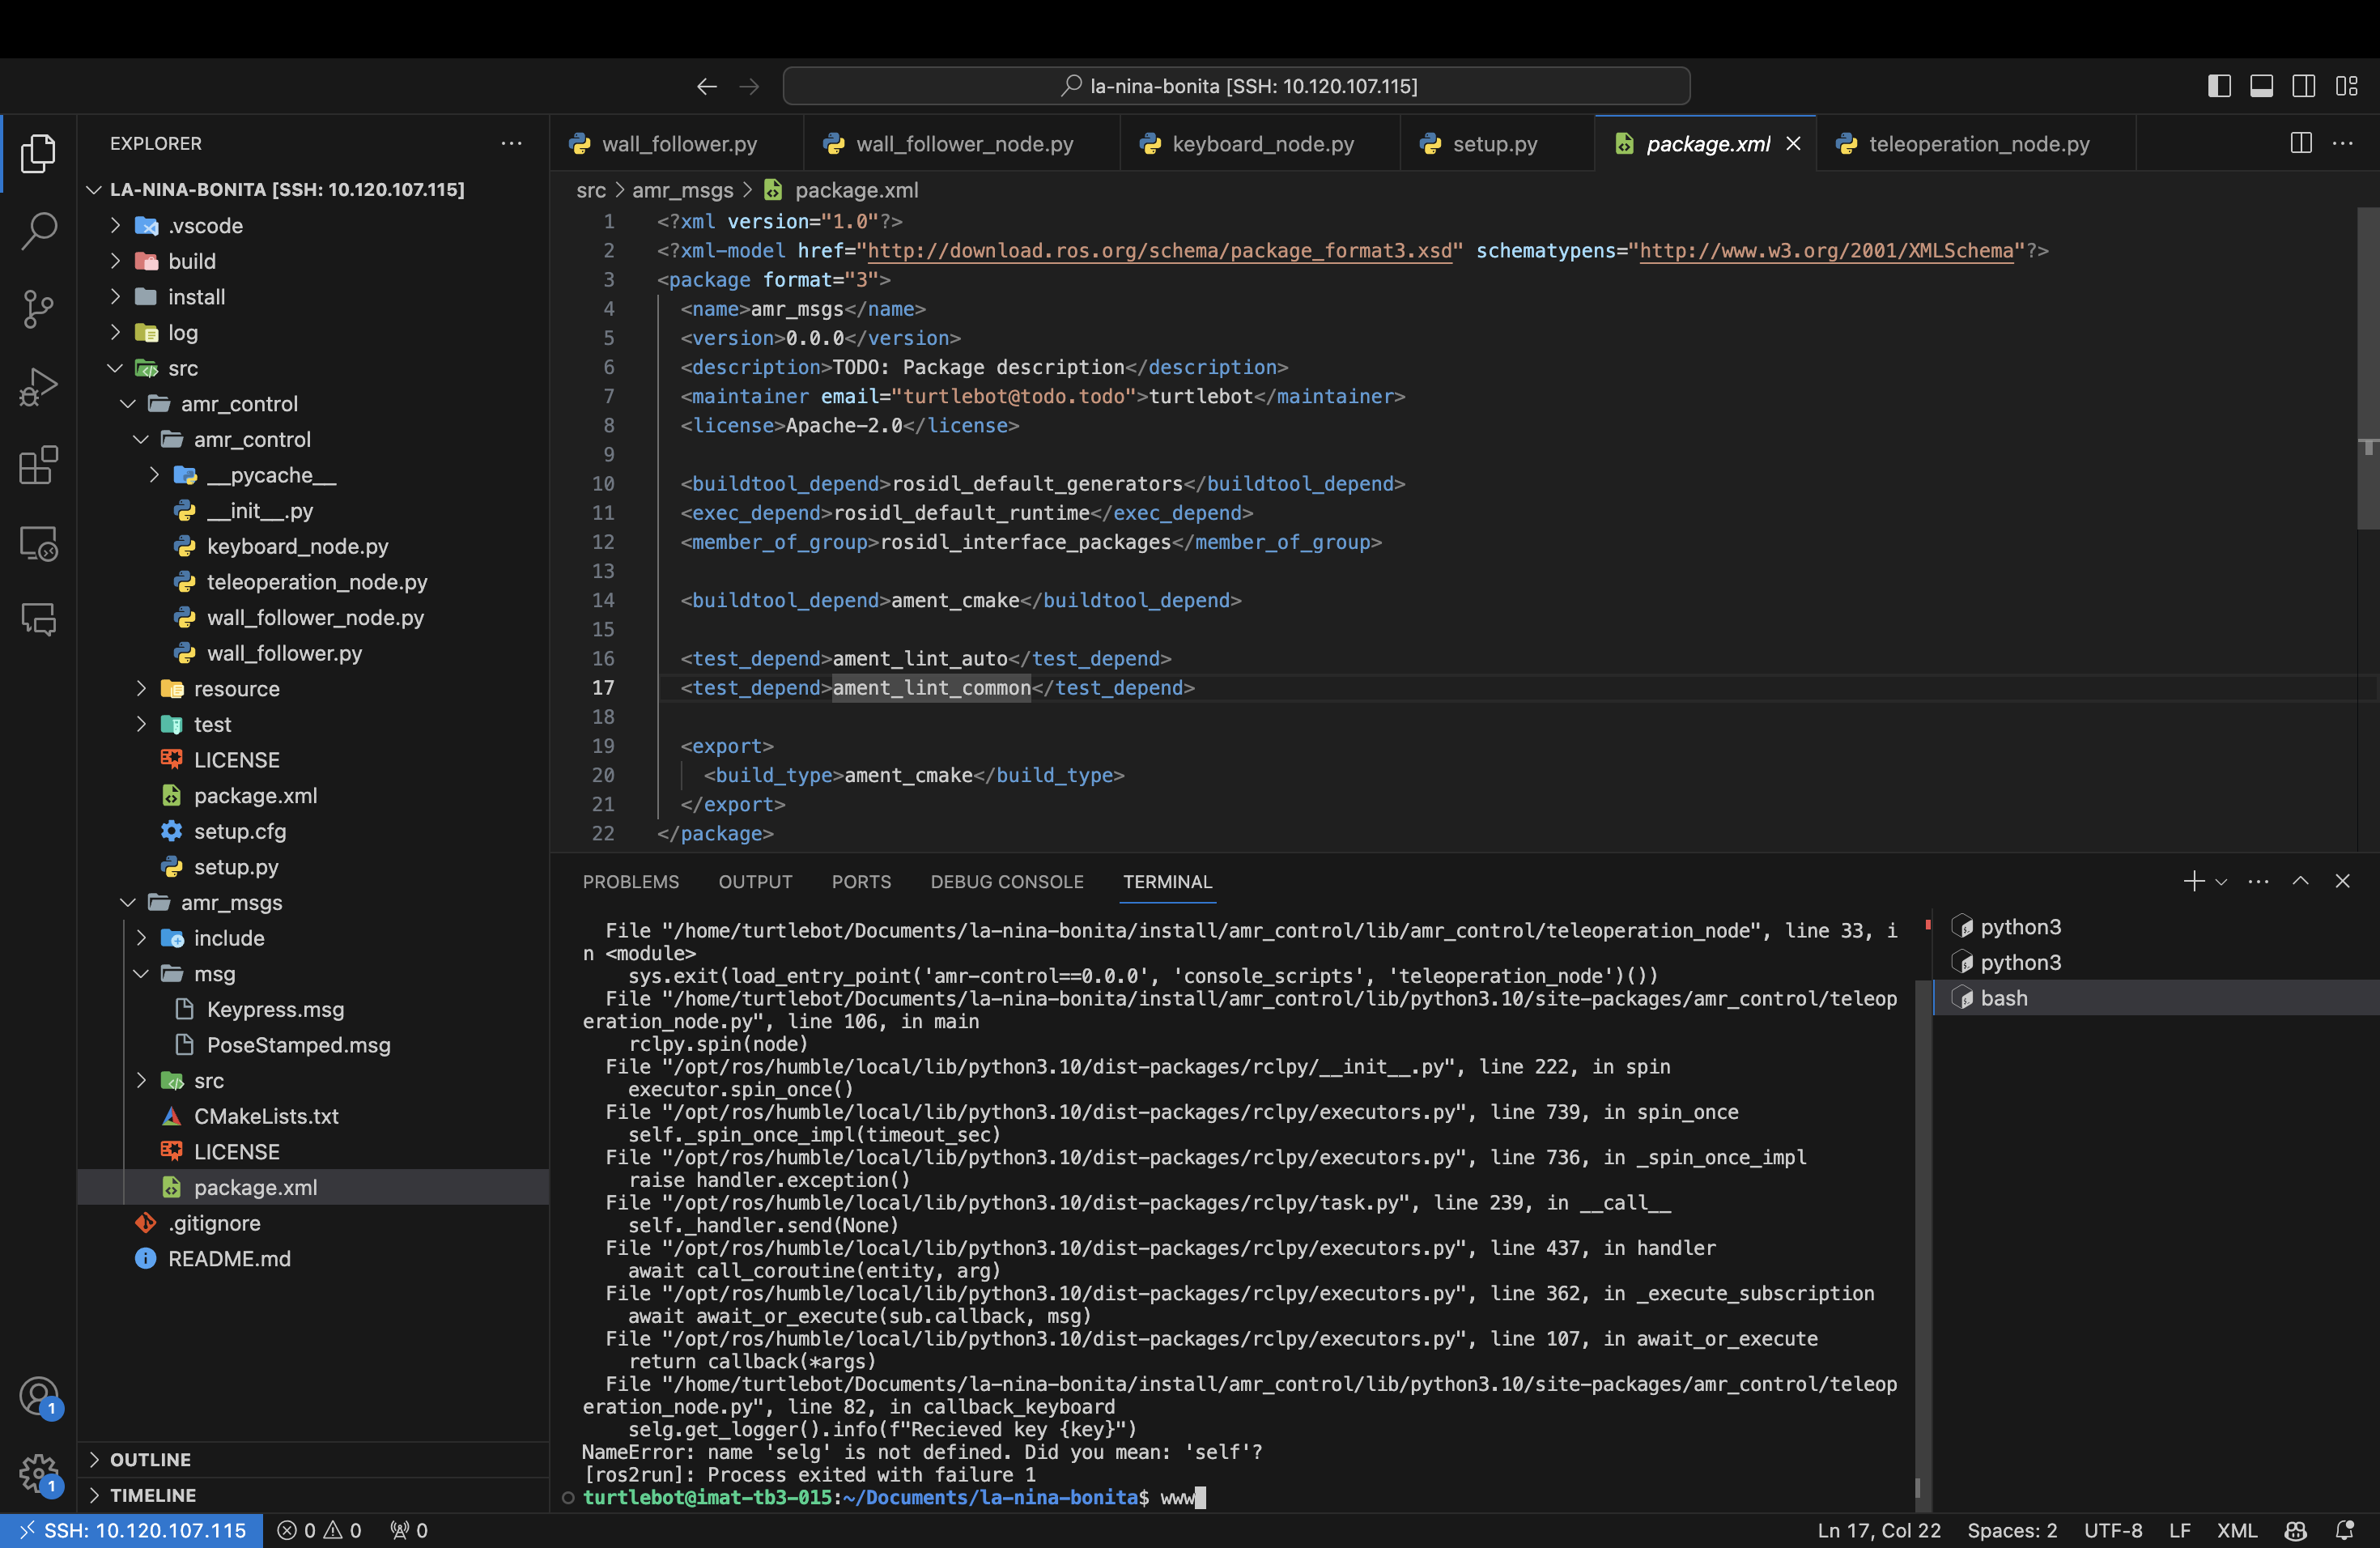 la-nina-bonita [SSH: 10.120.107.115]
EXPLORER
LA-NINA-BONITA [SSH: 10.120.107.115]
.vscode
build
install
log
src
amr_control
amr_control
__pycache__
__init__.py
keyboard_node.py
teleoperation_node.py
wall_follower_node.py
wall_follower.py
resource
test
LICENSE
package.xml
setup.cfg
setup.py
amr_msgs
include
msg
Keypress.msg
PoseStamped.msg
src
CMakeLists.txt
LICENSE
package.xml
.gitignore
README.md
OUTLINE
TIMELINE
1
1
wall_follower.py
wall_follower_node.py
keyboard_node.py
setup.py
package.xml
teleoperation_node.py
src > amr_msgs > package.xml
1 <?xml version="1.0"?>
2 <?xml-model href="http://download.ros.org/schema/package_format3.xsd" schematypens="http://www.w3.org/2001/XMLSchema"?>
3 <package format="3">
4 <name>amr_msgs</name>
5 <version>0.0.0</version>
6 <description>TODO: Package description</description>
7 <maintainer email="turtlebot@todo.todo">turtlebot</maintainer>
8 <license>Apache-2.0</license>
9
10 <buildtool_depend>rosidl_default_generators</buildtool_depend>
11 <exec_depend>rosidl_default_runtime</exec_depend>
12 <member_of_group>rosidl_interface_packages</member_of_group>
13
14 <buildtool_depend>ament_cmake</buildtool_depend>
15
16 <test_depend>ament_lint_auto</test_depend>
17 <test_depend>ament_lint_common</test_depend>
18
19 <export>
20 <build_type>ament_cmake</build_type>
21 </export>
22 </package>
PROBLEMS OUTPUT PORTS DEBUG CONSOLE TERMINAL
File "/home/turtlebot/Documents/la-nina-bonita/install/amr_control/lib/amr_control/teleoperation_node", line 33, i
n <module>
sys.exit(load_entry_point('amr-control==0.0.0', 'console_scripts', 'teleoperation_node')())
File "/home/turtlebot/Documents/la-nina-bonita/install/amr_control/lib/python3.10/site-packages/amr_control/teleop
eration_node.py", line 106, in main
rclpy.spin(node)
File "/opt/ros/humble/local/lib/python3.10/dist-packages/rclpy/__init__.py", line 222, in spin
executor.spin_once()
File "/opt/ros/humble/local/lib/python3.10/dist-packages/rclpy/executors.py", line 739, in spin_once
self._spin_once_impl(timeout_sec)
File "/opt/ros/humble/local/lib/python3.10/dist-packages/rclpy/executors.py", line 736, in _spin_once_impl
raise handler.exception()
File "/opt/ros/humble/local/lib/python3.10/dist-packages/rclpy/task.py", line 239, in __call__
self._handler.send(None)
File "/opt/ros/humble/local/lib/python3.10/dist-packages/rclpy/executors.py", line 437, in handler
await call_coroutine(entity, arg)
File "/opt/ros/humble/local/lib/python3.10/dist-packages/rclpy/executors.py", line 362, in _execute_subscription
await await_or_execute(sub.callback, msg)
File "/opt/ros/humble/local/lib/python3.10/dist-packages/rclpy/executors.py", line 107, in await_or_execute
return callback(*args)
File "/home/turtlebot/Documents/la-nina-bonita/install/amr_control/lib/python3.10/site-packages/amr_control/teleop
eration_node.py", line 82, in callback_keyboard
selg.get_logger().info(f"Recieved key {key}")
NameError: name 'selg' is not defined. Did you mean: 'self'?
[ros2run]: Process exited with failure 1
turtlebot@imat-tb3-015:~/Documents/la-nina-bonita$ www
python3
python3
bash
SSH: 10.120.107.115 0 0 0
Ln 17, Col 22 Spaces: 2 UTF-8 LF XML